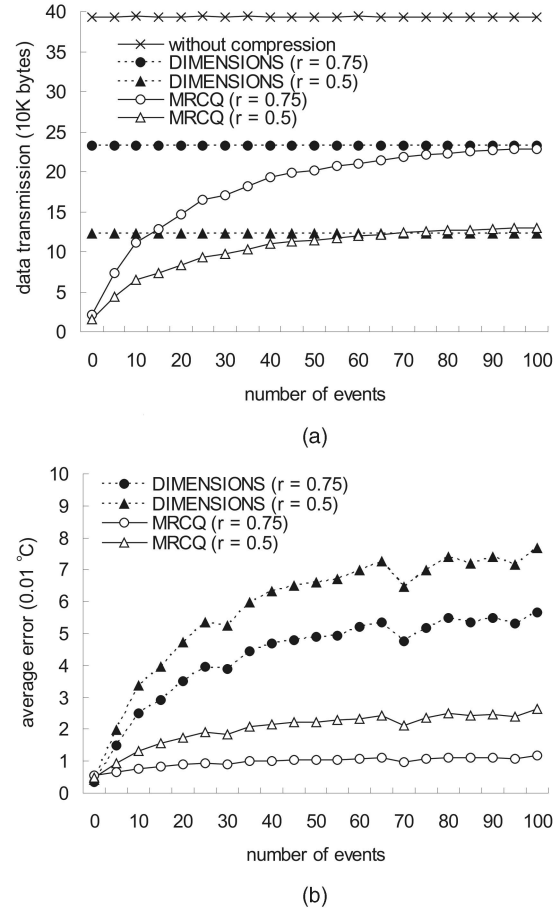 40
35
30
25
20
15
10
5
0
data transmission (10K bytes)
without compression
DIMENSIONS (r = 0.75)
DIMENSIONS (r = 0.5)
MRCQ (r = 0.75)
MRCQ (r = 0.5)
0 10 20 30 40 50 60 70 80 90 100
number of events
(a)
10
9
8
7
6
5
4
3
2
1
0
average error (0.01 °C)
DIMENSIONS (r = 0.75)
DIMENSIONS (r = 0.5)
MRCQ (r = 0.75)
MRCQ (r = 0.5)
0 10 20 30 40 50 60 70 80 90 100
number of events
(b)